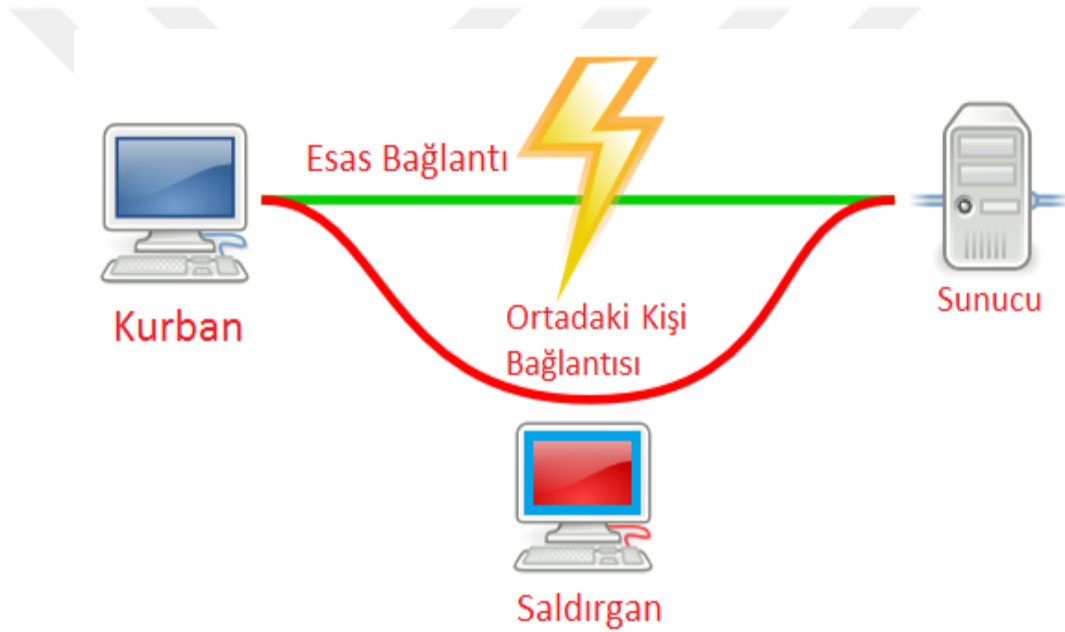 Esas Bağlantı
Kurban
Ortadaki Kişi
Bağlantısı
Sunucu
Saldırgan